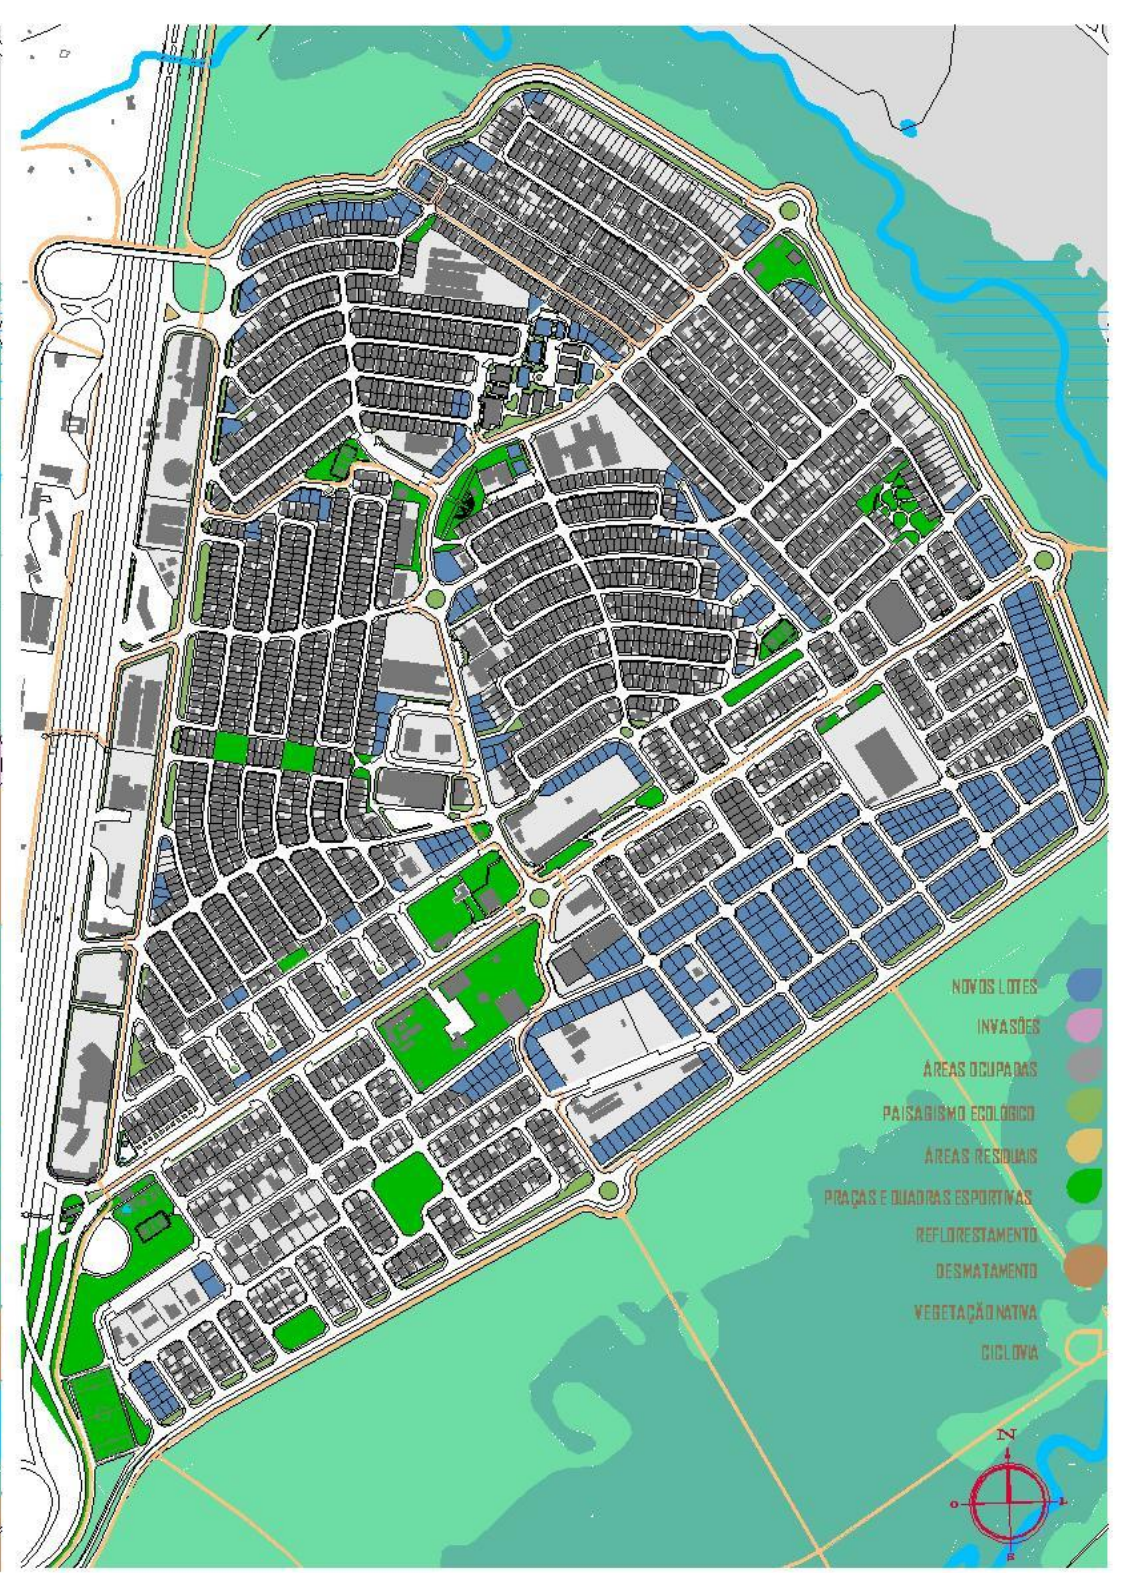 NOVOS LOTES
INVASÕES
ÁREAS OCUPADAS
PAISAGISMO ECOLÓGICO
ÁREAS RESIDUAIS
PRAÇAS E QUADRAS ESPORTIVAS
REFLORESTAMENTO
DESMATAMENTO
VEGETAÇÃO NATIVA
CICLOVIA
N
O
L
S